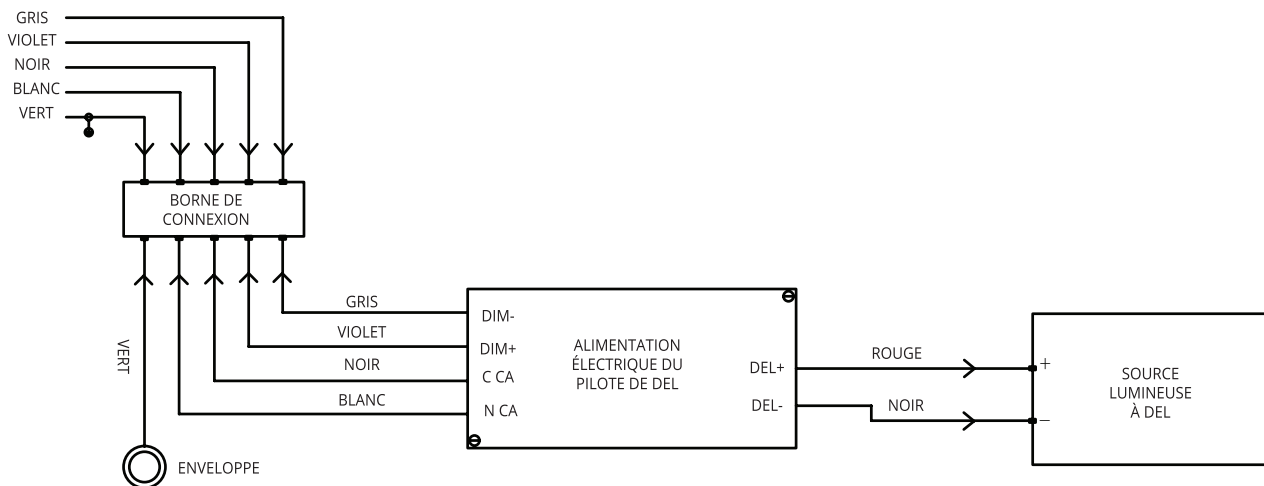 GRIS
VIOLET
NOIR
BLANC
VERT
BORNE DE
CONNEXION
VERT
ENVELOPPE
GRIS
VIOLET
NOIR
BLANC
DIM-
DIM+
C CA
N CA
ALIMENTATION
ÉLECTRIQUE DU
PILOTE DE DEL
DEL+
DEL-
ROUGE
NOIR
+
−
SOURCE
LUMINEUSE
À DEL